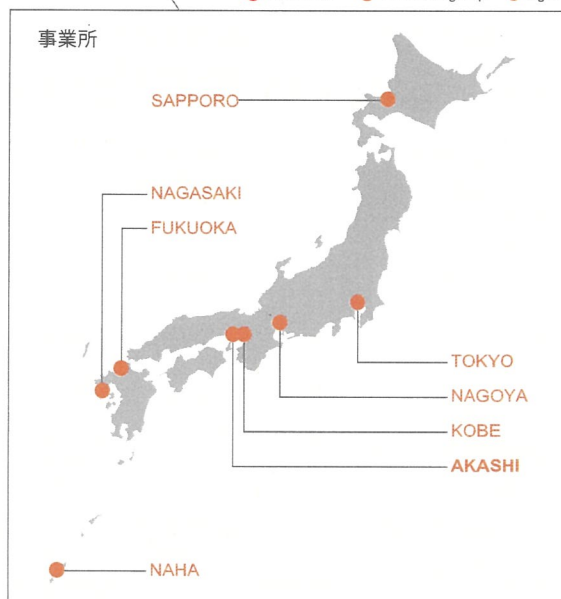 事業所
SAPPORO
NAGASAKI
FUKUOKA
TOKYO
NAGOYA
KOBE
AKASHI
NAHA